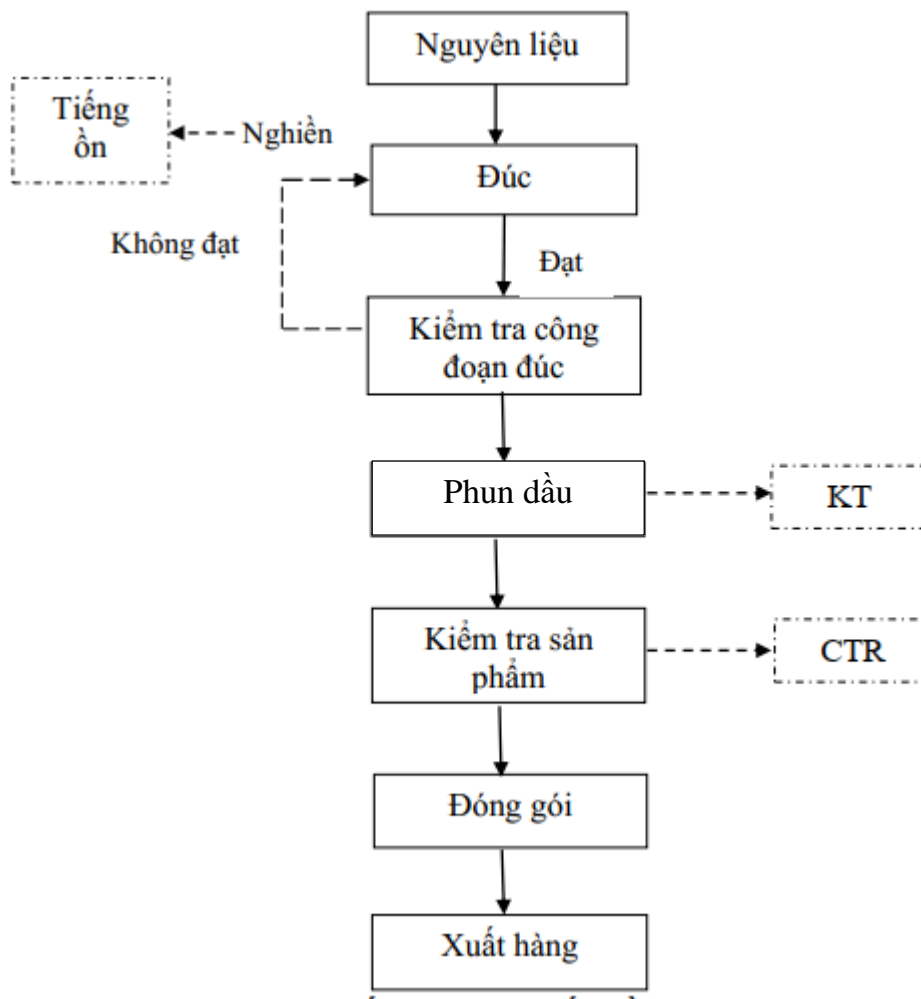 Nguyên liệu
Tiếng
ồn
Nghiền
Đúc
Không đạt
Đạt
Kiểm tra công
đoạn đúc
Phun dầu
KT
Kiểm tra sản
phẩm
CTR
Đóng gói
Xuất hàng